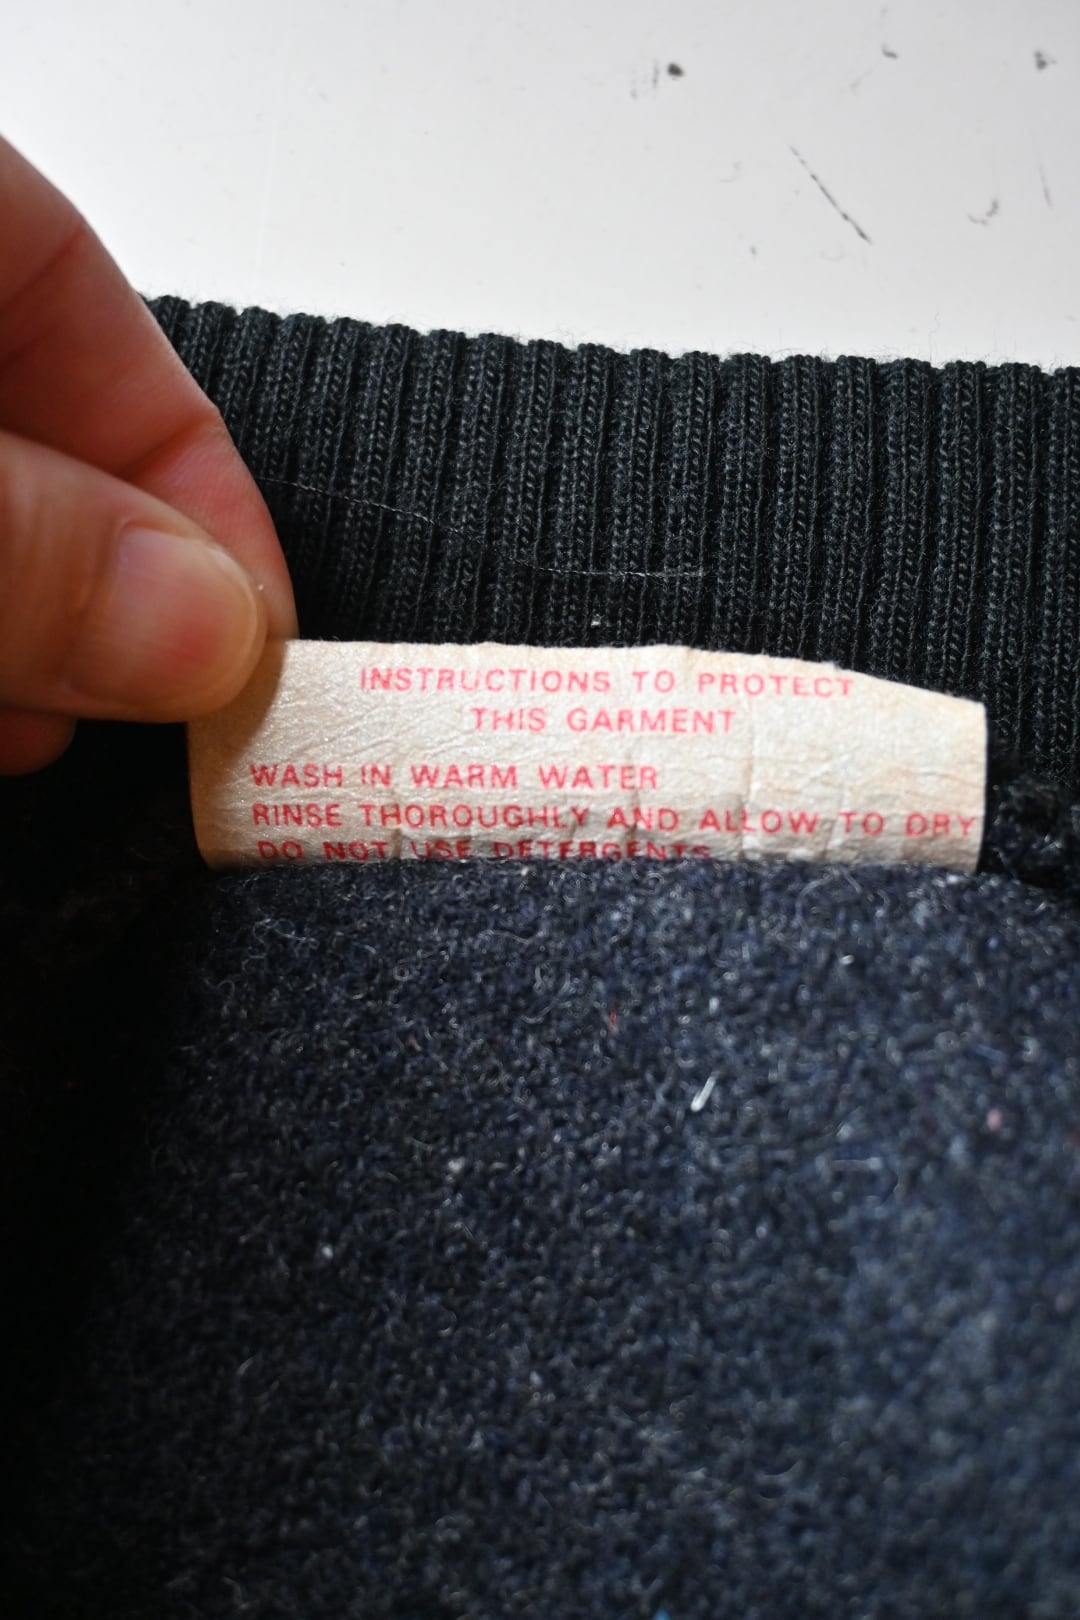 INSTRUCTIONS TO PROTECT
THIS GARMENT
WASH IN WARM WATER
RINSE THOROUGHLY AND ALLOW TO DRY
DO NOT USE DETERGENTS